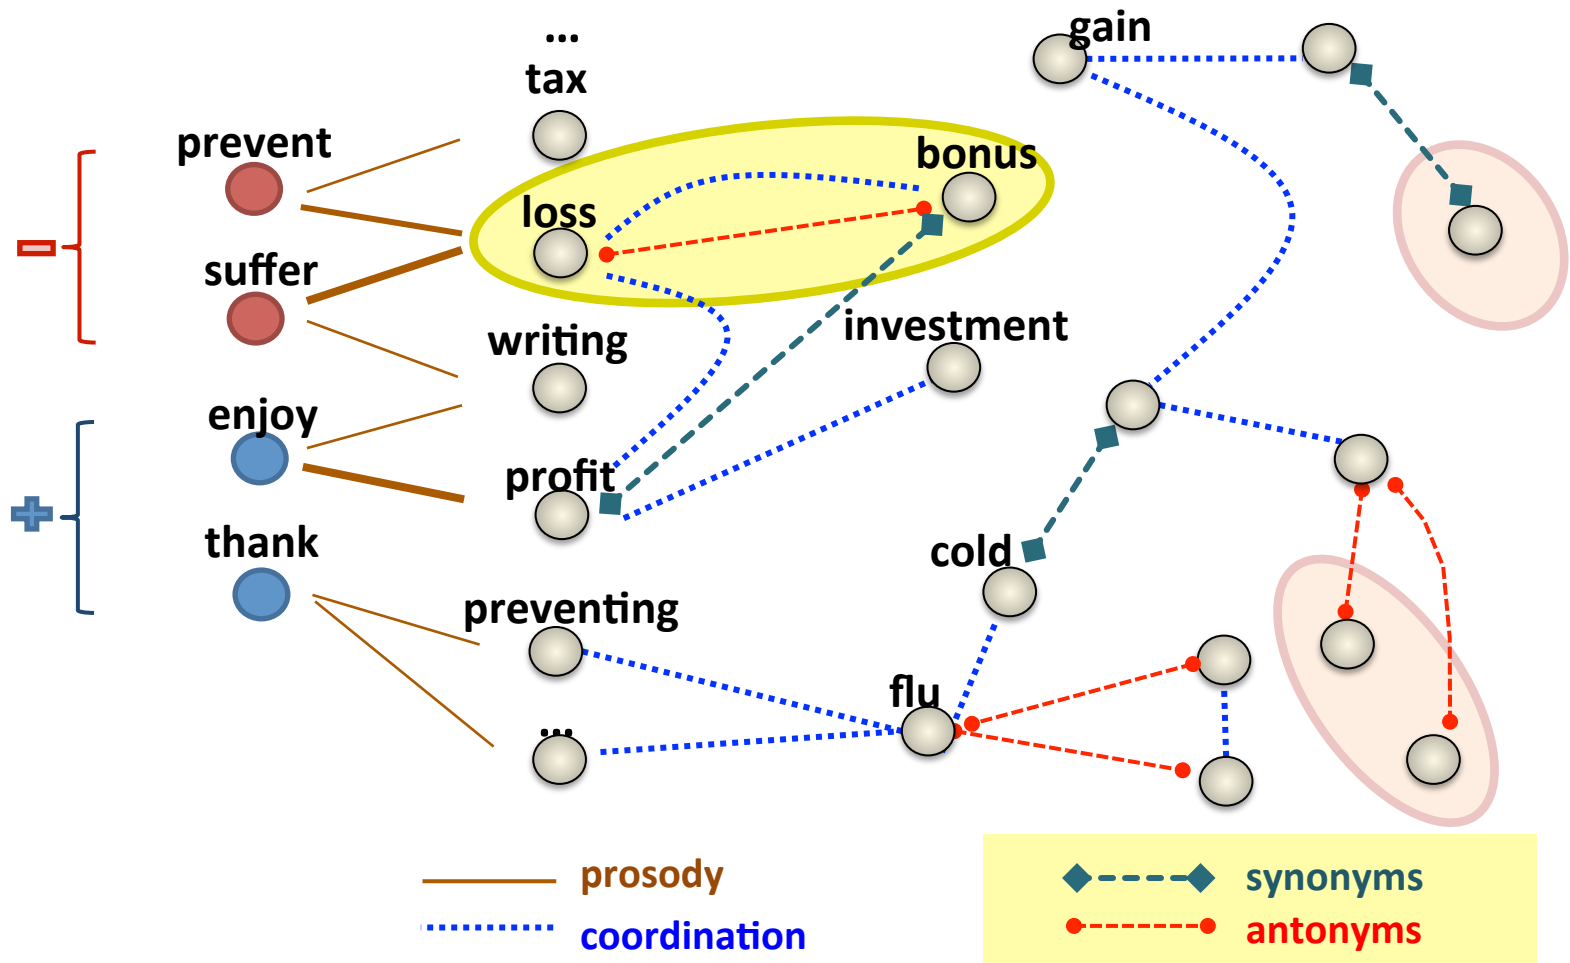 ...
tax
gain
prevent
bonus
loss
suffer
writing
investment
enjoy
profit
thank
cold
preventing
flu
...
prosody
synonyms
coordination
antonyms